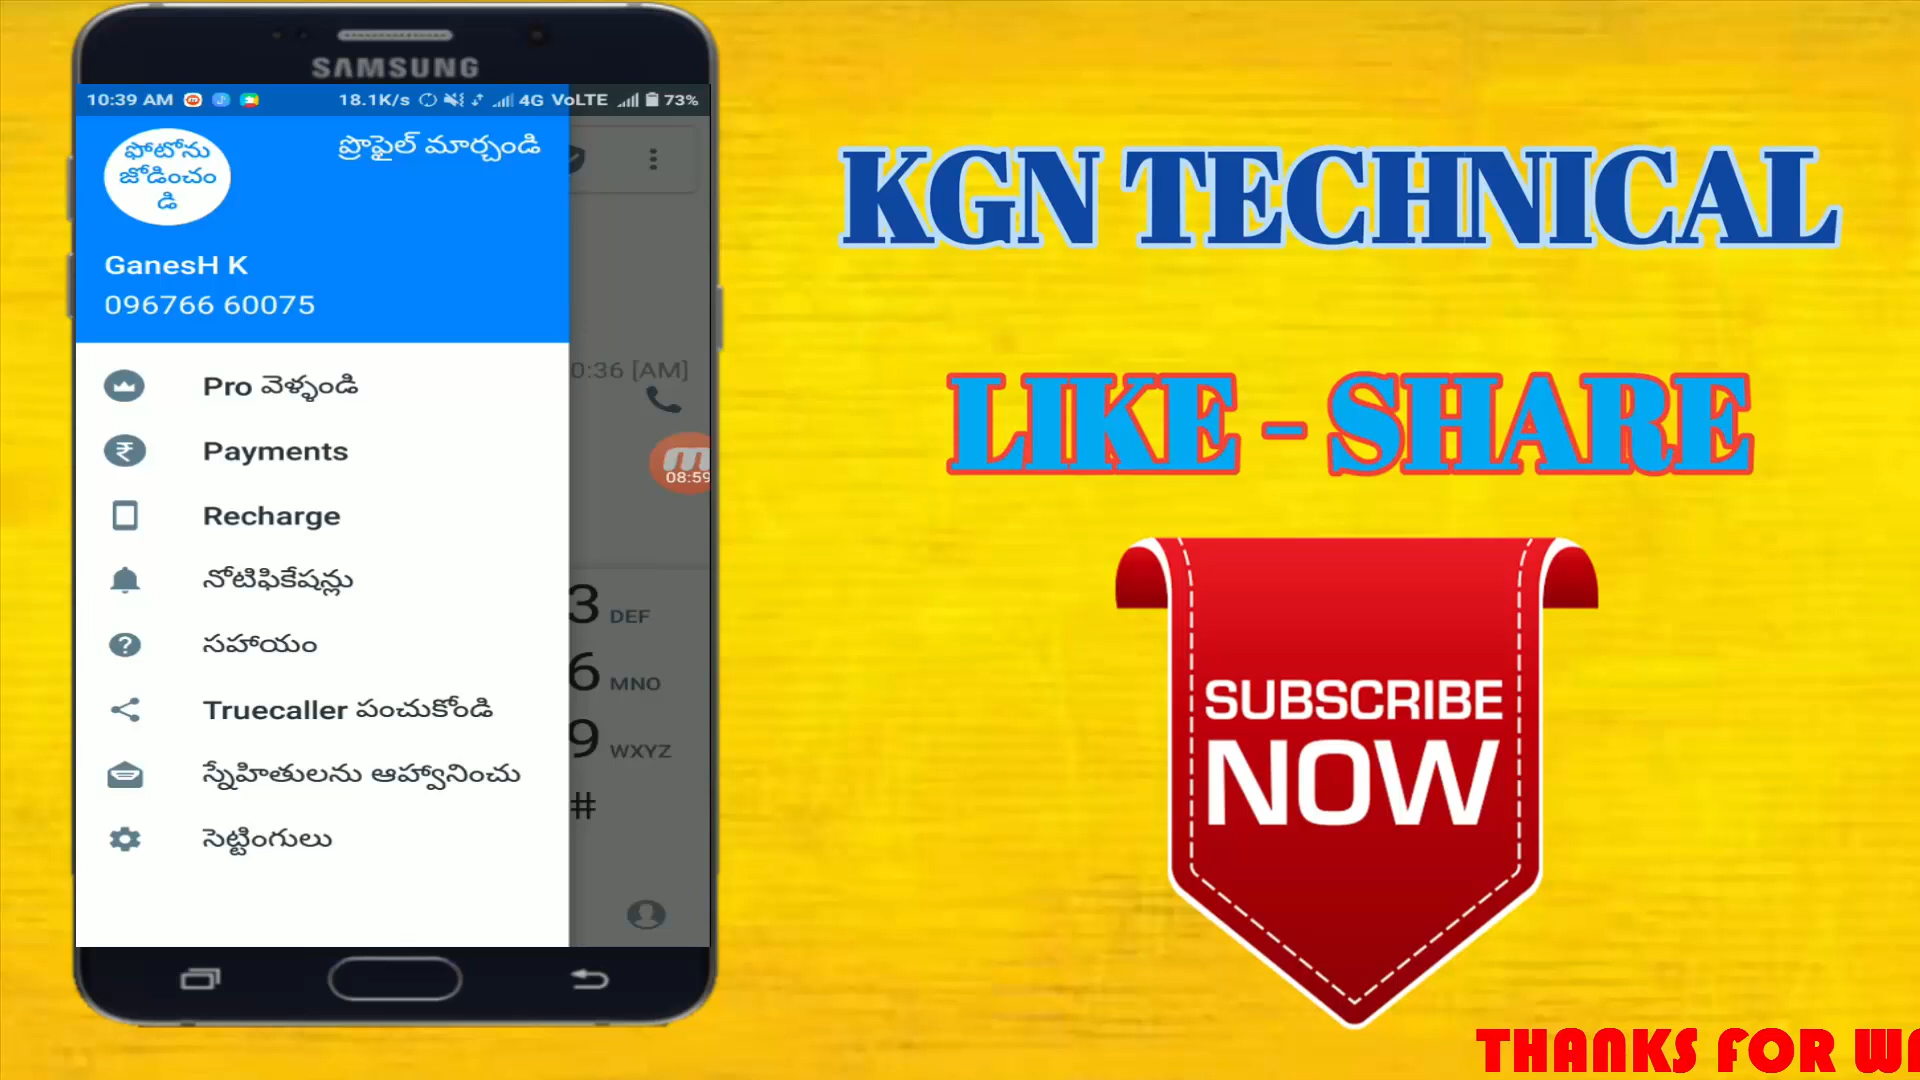 SAMSUNG
10:39 AM 18.1K/s 4G VoLTE 73%
ఫోటోను
జోడించం
డి
ప్రొఫైల్ మార్చండి
GanesH K
096766 60075
Pro వెళ్ళండి
Payments
Recharge
నోటిఫికేషన్లు
సహాయం
Truecaller పంచుకోండి
స్నేహితులను ఆహ్వానించు
సెట్టింగులు
0:36 [AM]
08:59
3 DEF
6 MNO
9 WXYZ
#
KGN TECHNICAL
LIKE - SHARE
SUBSCRIBE
NOW
THANKS FOR WA